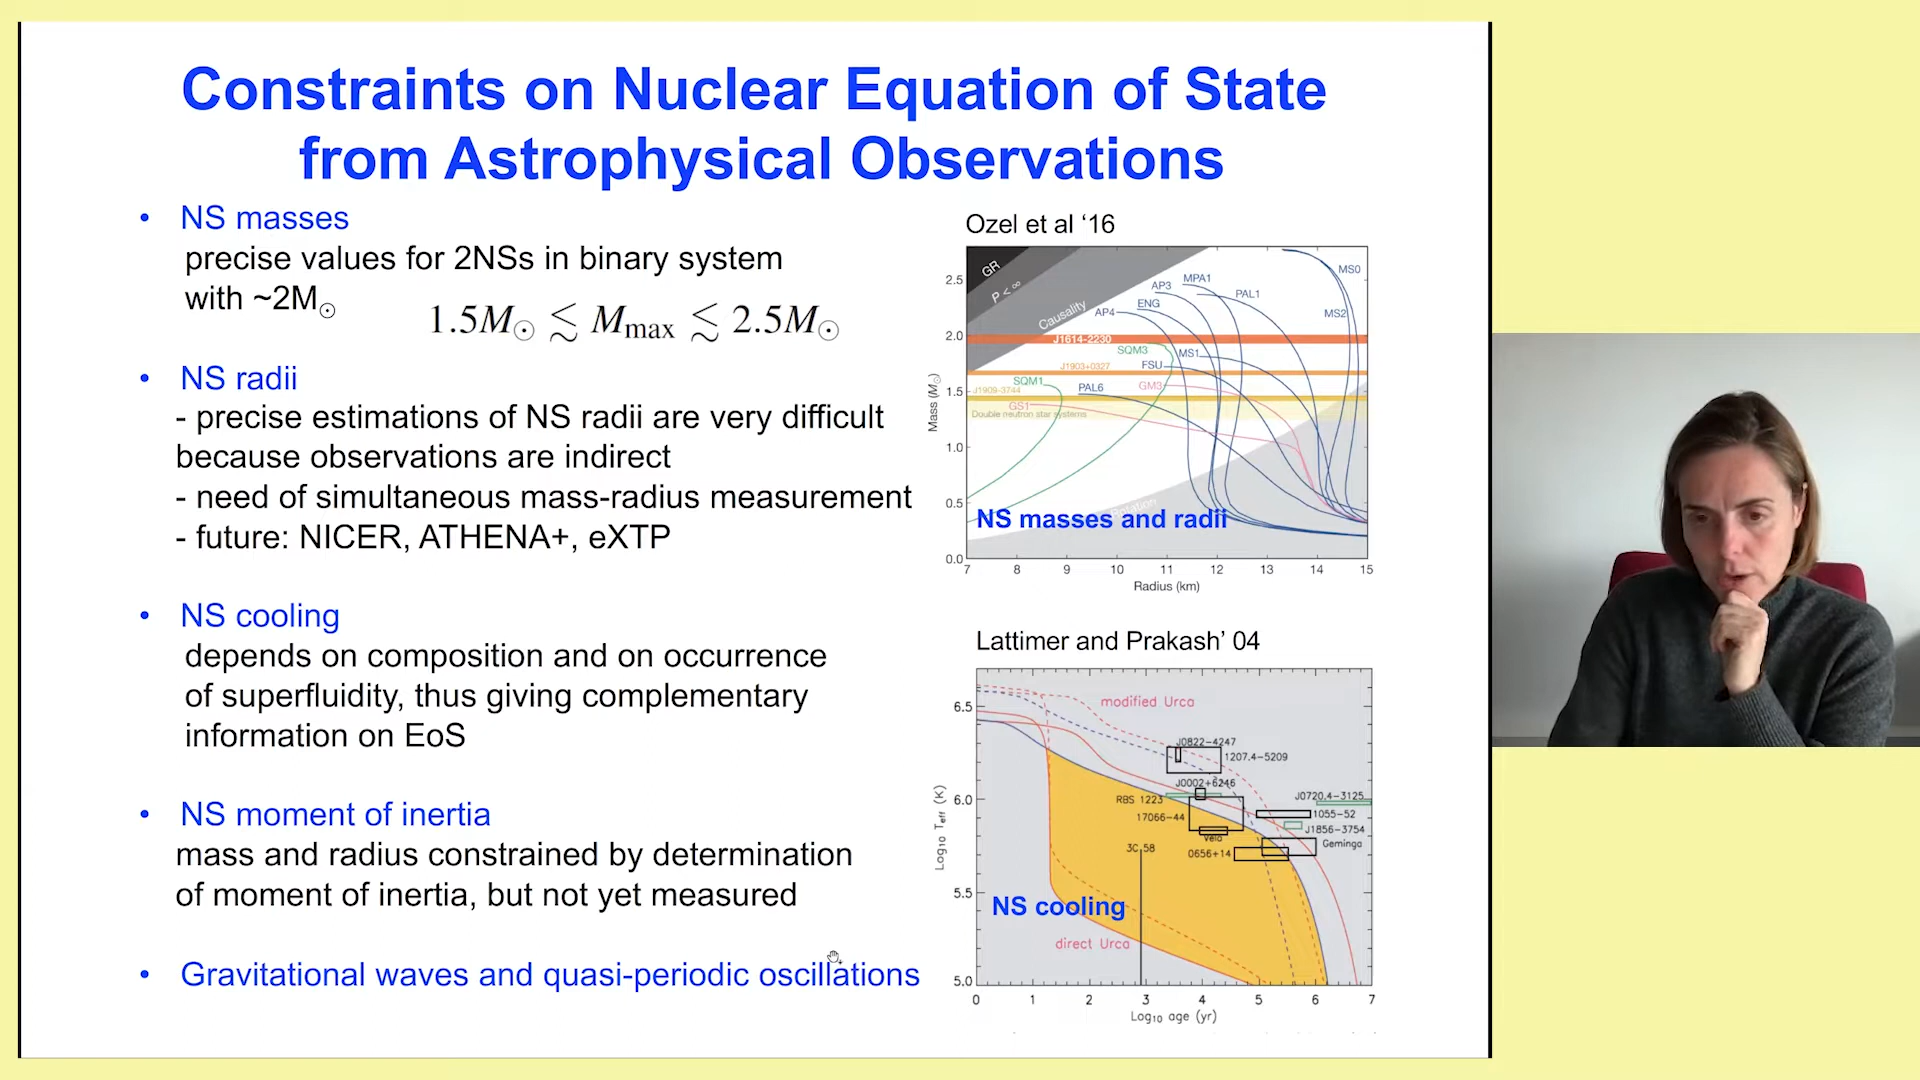 Constraints on Nuclear Equation of State
from Astrophysical Observations
• NS masses
precise values for 2NSs in binary system
with ~2M⊙
1.5M⊙ ≲ Mmax ≲ 2.5M⊙
• NS radii
- precise estimations of NS radii are very difficult
because observations are indirect
- need of simultaneous mass-radius measurement
- future: NICER, ATHENA+, eXTP
• NS cooling
depends on composition and on occurrence
of superfluidity, thus giving complementary
information on EoS
• NS moment of inertia
mass and radius constrained by determination
of moment of inertia, but not yet measured
• Gravitational waves and quasi-periodic oscillations
Ozel et al ‘16
GR
P < ∞
Causality
MS0
MPA1
AP3
PAL1
ENG
AP4
MS2
J1614-2230
SQM3
MS1
J1903+0327
FSU
SQM1
PAL6
GM3
J1909-3744
GS1
Double neutron star systems
NS masses and radii
2.5
2.0
1.5
1.0
0.5
0.0
Mass (M⊙)
7 8 9 10 11 12 13 14 15
Radius (km)
Lattimer and Prakash’ 04
modified Urca
J0822-4247
1207.4-5209
J0002+6246
RBS 1223
J0720.4-3125
17066-44
1055-52
J1856-3754
Vela
Geminga
3C 58
0656+14
NS cooling
direct Urca
6.5
6.0
5.5
5.0
Log10 Teff (K)
0 1 2 3 4 5 6 7
Log10 age (yr)